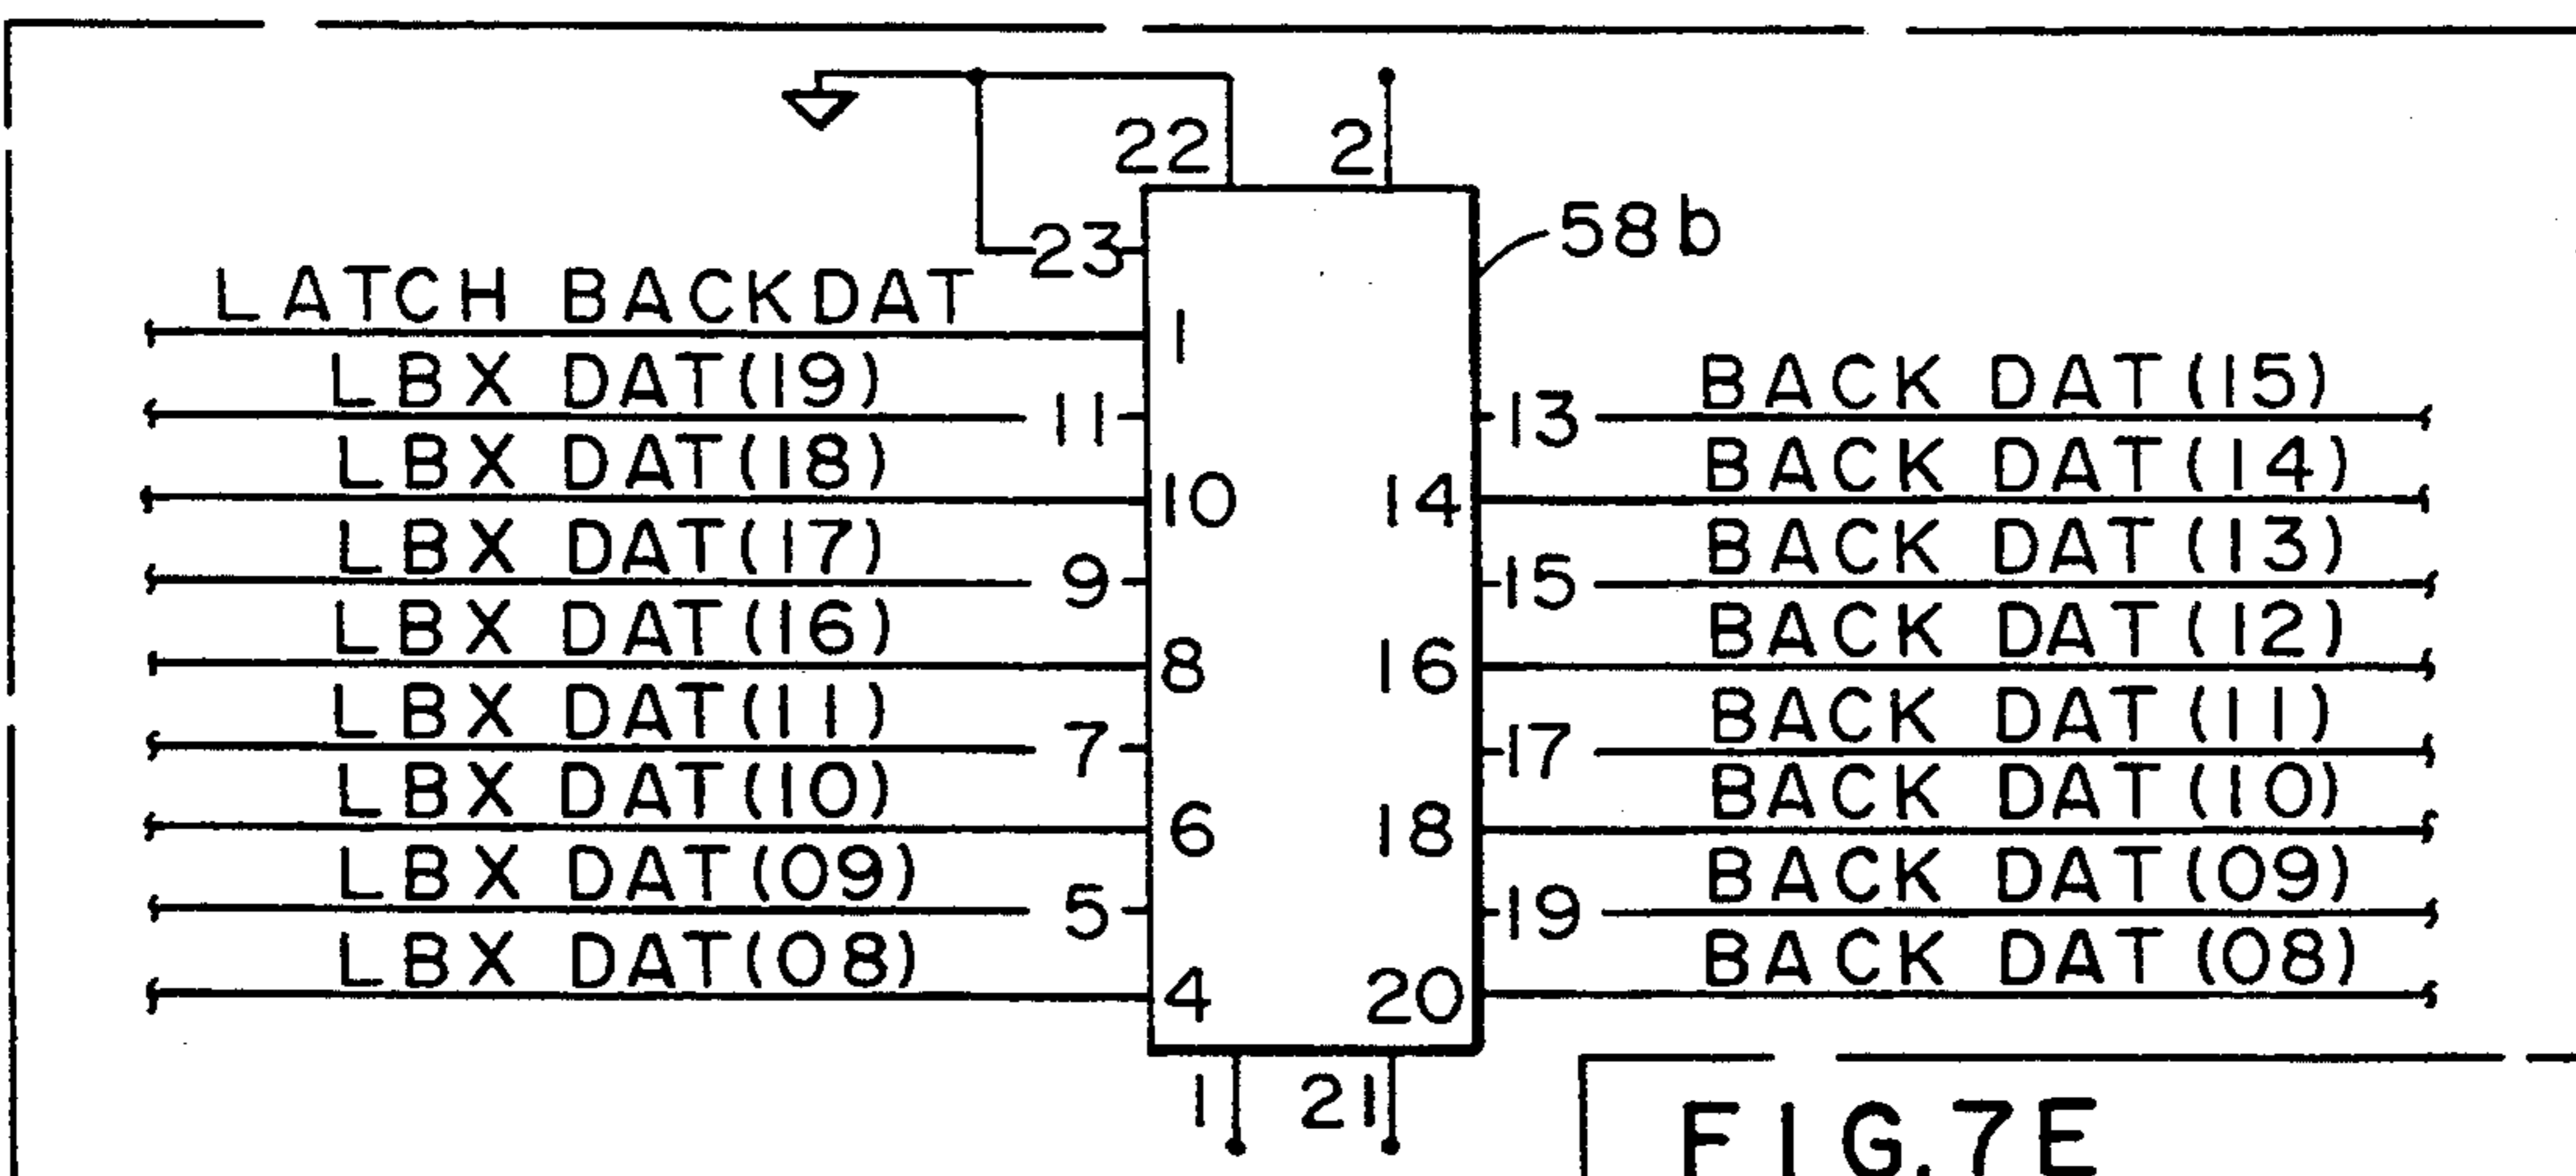 22 2
23 58b
LATCH BACKDAT 1
LBX DAT(19) 11 13 BACK DAT(15)
LBX DAT(18) 10 14 BACK DAT(14)
LBX DAT(17) 9 15 BACK DAT(13)
LBX DAT(16) 8 16 BACK DAT(12)
LBX DAT(11) 7 17 BACK DAT(11)
LBX DAT(10) 6 18 BACK DAT(10)
LBX DAT(09) 5 19 BACK DAT(09)
LBX DAT(08) 4 20 BACK DAT(08)
1 21
FIG.7E